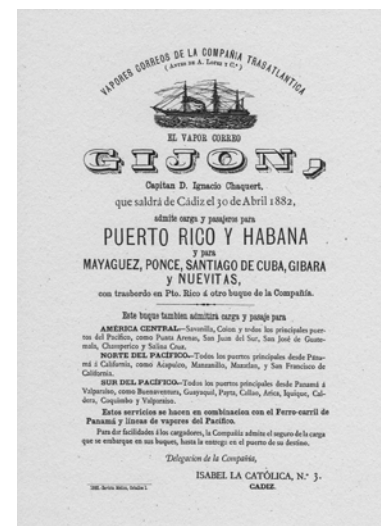 VAPORES CORREOS DE LA COMPAÑIA TRASATLANTICA
(ANTES DE A. LOPEZ Y C.ª)
EL VAPOR CORREO
GIJON,
Capitan D. Ignacio Chaquert,
que saldrá de Cádiz el 30 de Abril 1882,
admite carga y pasajeros para
PUERTO RICO Y HABANA
y para
MAYAGUEZ, PONCE, SANTIAGO DE CUBA, GIBARA
y NUEVITAS,
con trasbordo en Pto. Rico á otro buque de la Compañía.
Este buque tambien admitirá carga y pasaje para
AMÉRICA CENTRAL.—Savanilla, Colon y todos los principales puer-
tos del Pacífico, como Punta Arenas, San Juan del Sur, San José de Guate-
mala, Champerico y Salina Cruz.
NORTE DEL PACÍFICO.—Todos los puertos principales desde Pana-
má á California, como Acapulco, Manzanillo, Mazatlan, y San Francisco de
California.
SUR DEL PACÍFICO.—Todos los puertos principales desde Panamá á
Valparaiso, como Buenaventura, Guayaquil, Payta, Callao, Arica, Iquique, Cal-
dera, Coquimbo y Valparaiso.
Estos servicios se hacen en combinacion con el Ferro-carril de
Panamá y líneas de vapores del Pacífico.
Para dar facilidades á los cargadores, la Compañía admite el seguro de la carga
que se embarque en sus buques, hasta la entrega en el puerto de su destino.
Delegacion de la Compañia,
ISABEL LA CATÓLICA, N.º 3.
CADIZ.